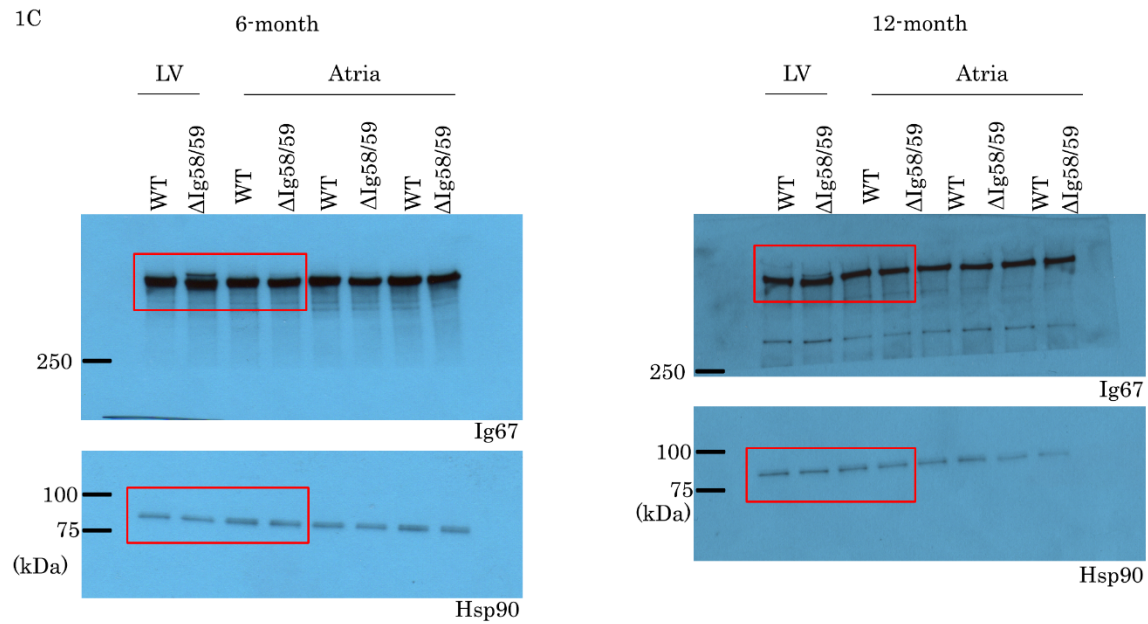 1C
6-month
LV Atria
WT ΔIg58/59 WT ΔIg58/59 WT ΔIg58/59 WT ΔIg58/59
250
Ig67
100
75
(kDa)
Hsp90
12-month
LV Atria
WT ΔIg58/59 WT ΔIg58/59 WT ΔIg58/59 WT ΔIg58/59
250
Ig67
100
75
(kDa)
Hsp90